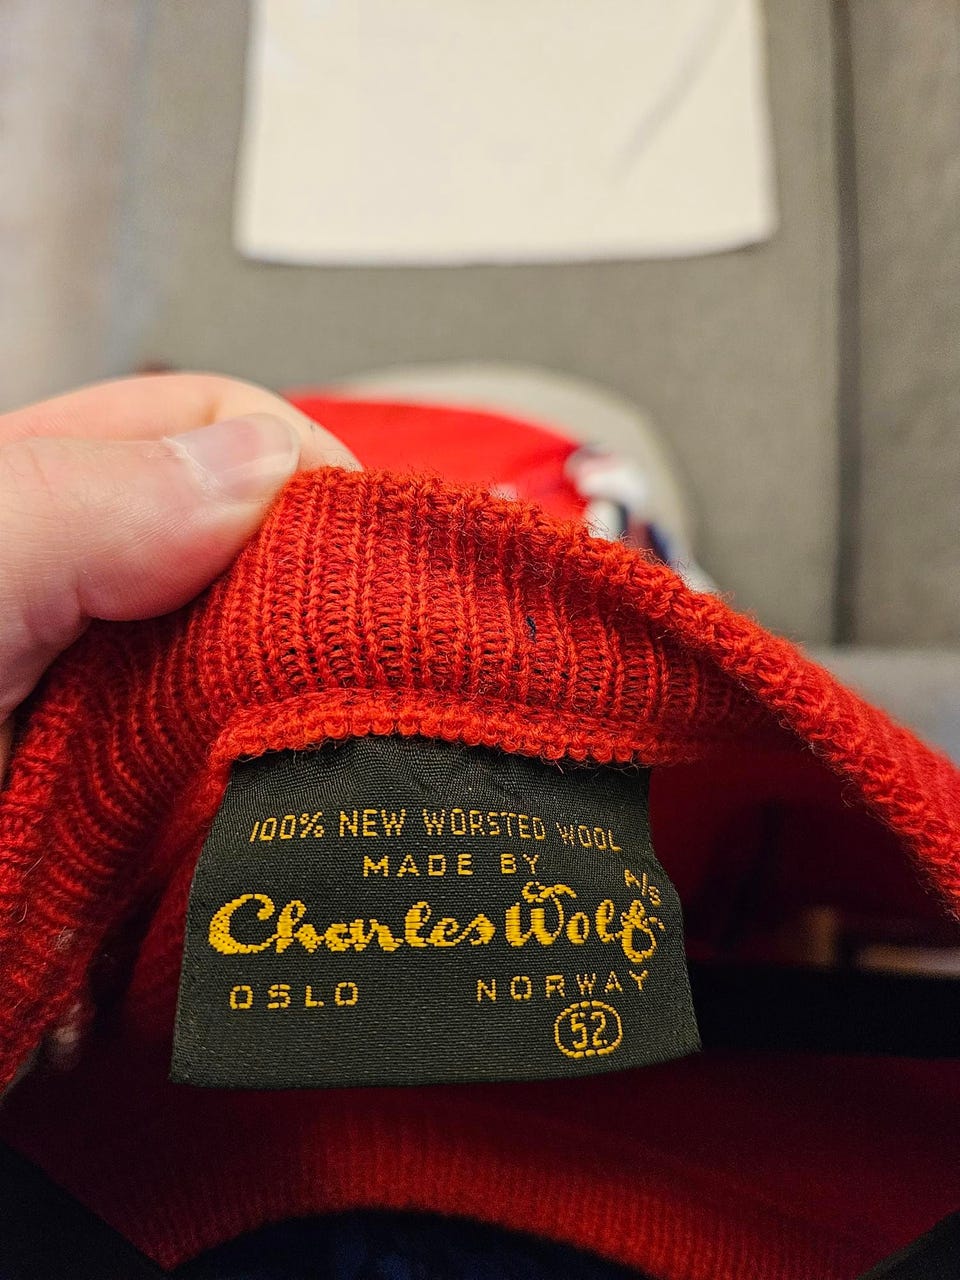 100% NEW WORSTED WOOL
MADE BY
Charles Wolff A/S
OSLO NORWAY
52